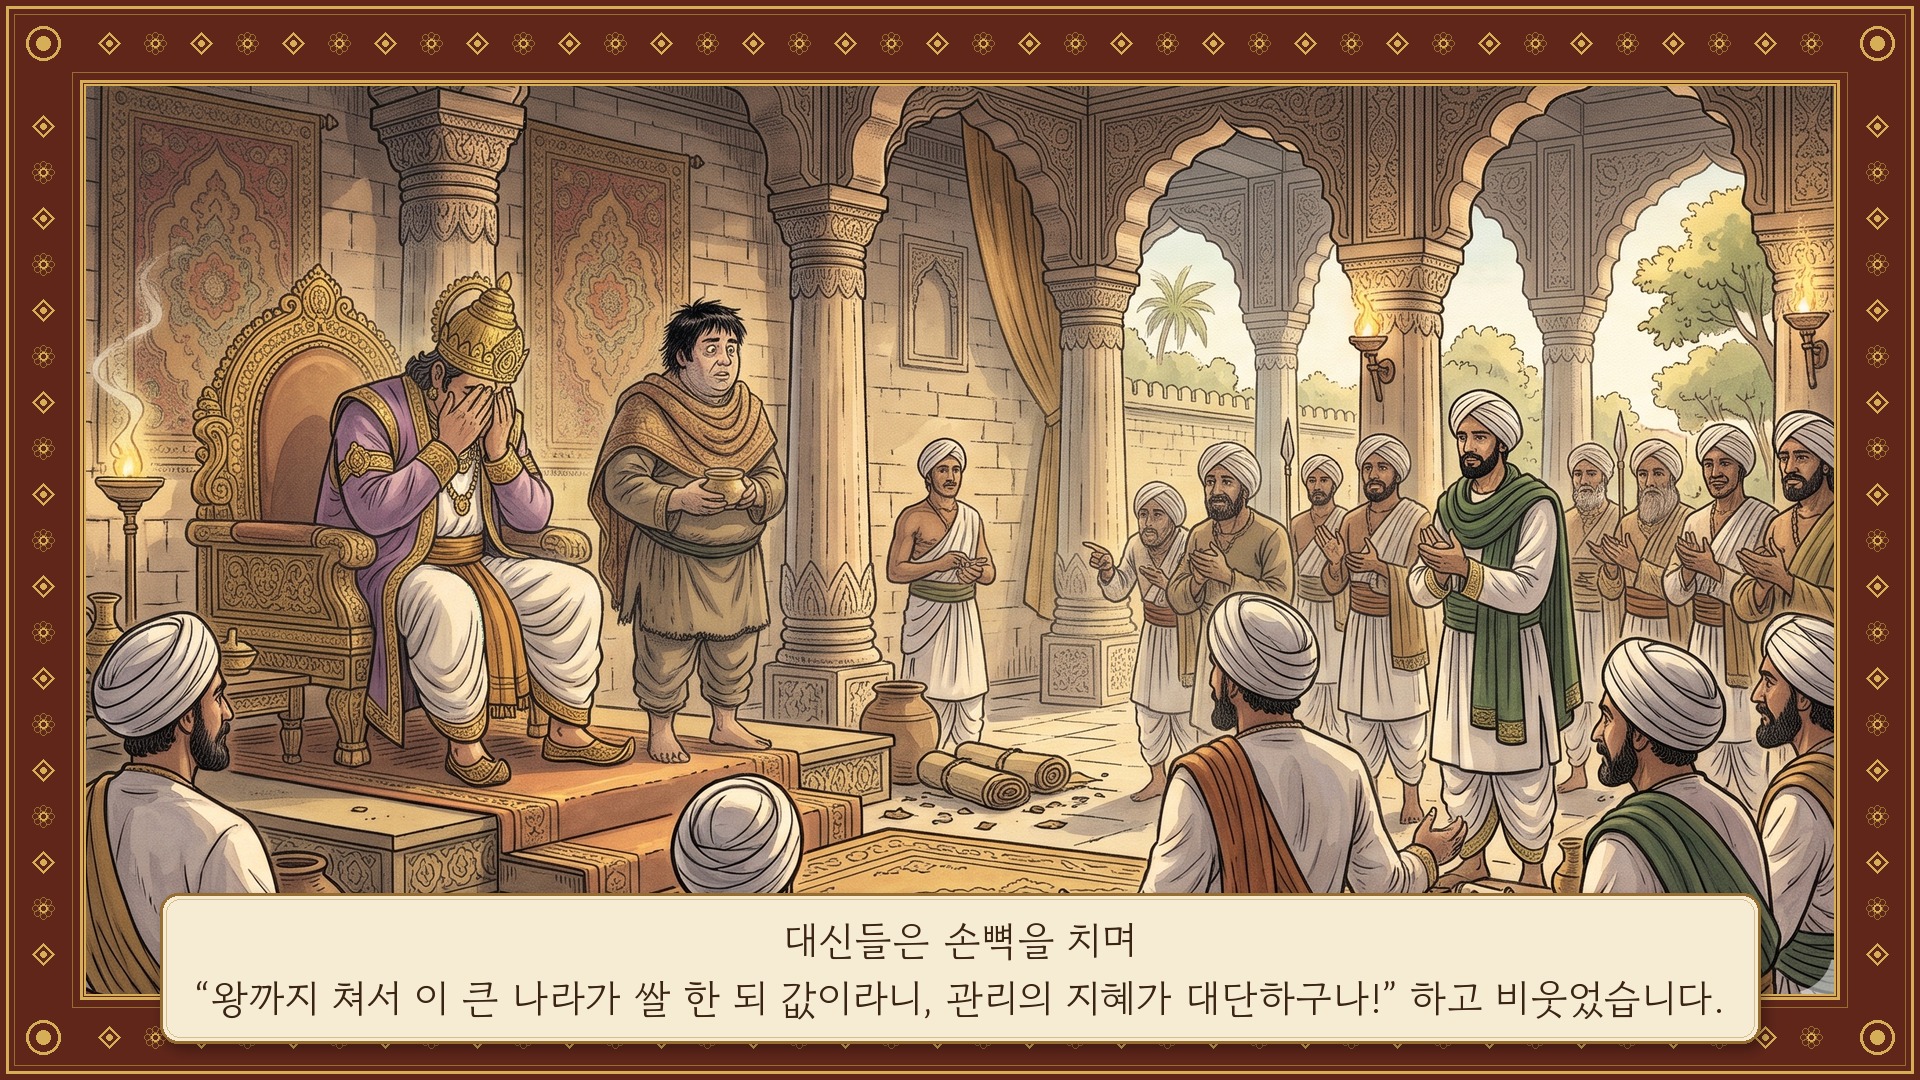 대신들은 손뼉을 치며
“왕까지 쳐서 이 큰 나라가 쌀 한 되 값이라니, 관리의 지혜가 대단하구나!” 하고 비웃었습니다.